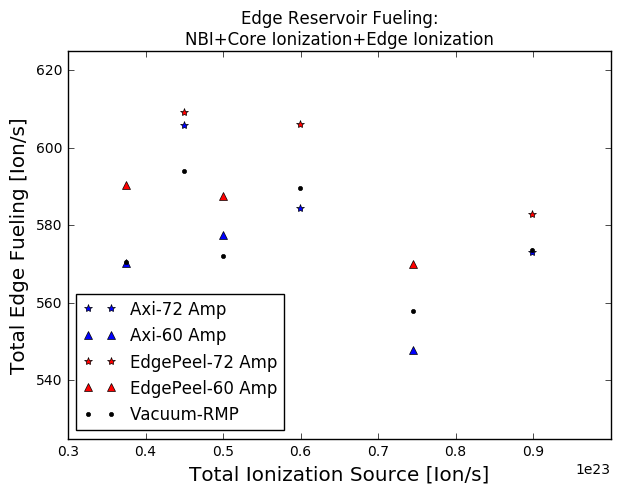 Edge Reservoir Fueling:
NBI+Core Ionization+Edge Ionization
Total Edge Fueling [Ion/s]
620
600
580
560
540
Axi-72 Amp
Axi-60 Amp
EdgePeel-72 Amp
EdgePeel-60 Amp
Vacuum-RMP
0.3 0.4 0.5 0.6 0.7 0.8 0.9
1e23
Total Ionization Source [Ion/s]